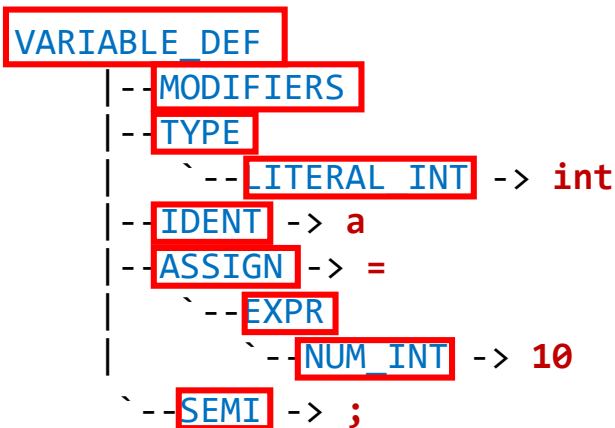 VARIABLE_DEF
|--MODIFIERS
|--TYPE
|   `--LITERAL_INT -> int
|--IDENT -> a
|--ASSIGN -> =
|   `--EXPR
|       `--NUM_INT -> 10
`--SEMI -> ;